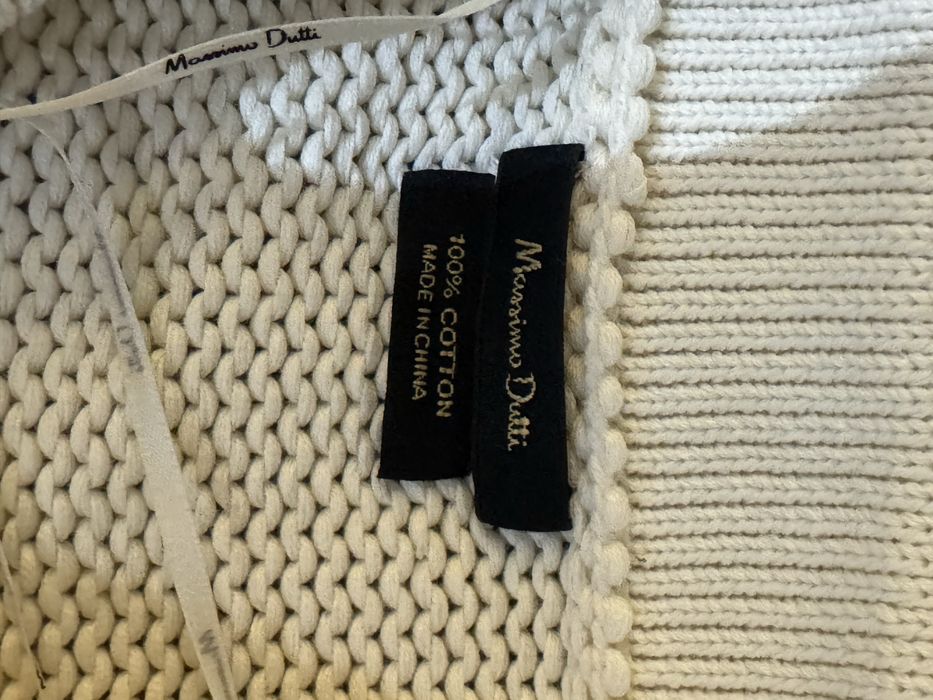 Massimo Dutti
Massimo Dutti
100% COTTON
MADE IN CHINA